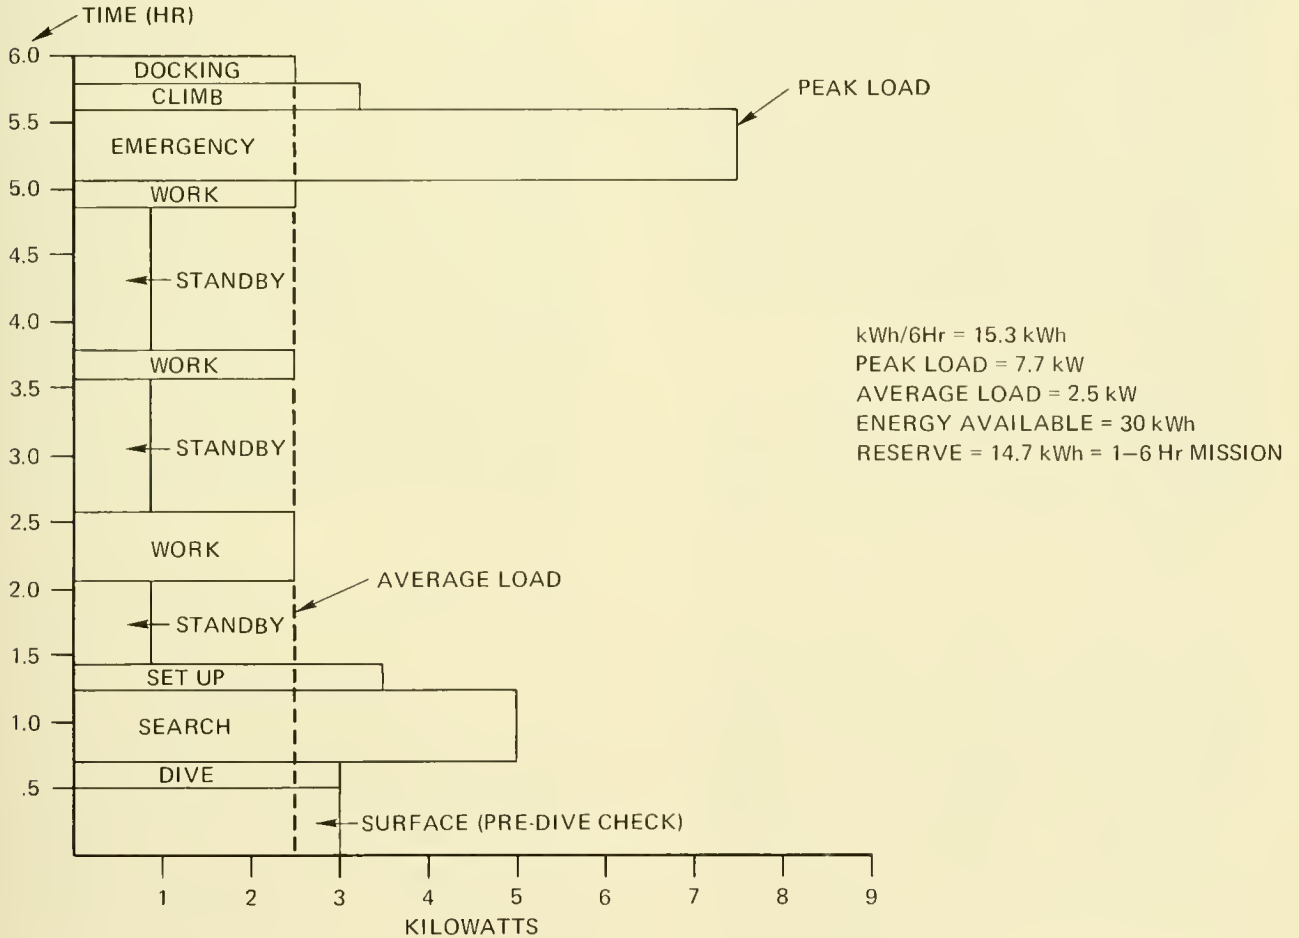 TIME (HR)
6.0
DOCKING
CLIMB
PEAK LOAD
5.5
EMERGENCY
5.0
WORK
4.5
STANDBY
4.0
kWh/6Hr = 15.3 kWh
PEAK LOAD = 7.7 kW
AVERAGE LOAD = 2.5 kW
ENERGY AVAILABLE = 30 kWh
RESERVE = 14.7 kWh = 1–6 Hr MISSION
WORK
3.5
STANDBY
3.0
2.5
WORK
AVERAGE LOAD
2.0
STANDBY
1.5
SET UP
1.0
SEARCH
DIVE
.5
SURFACE (PRE-DIVE CHECK)
1 2 3 4 5 6 7 8 9
KILOWATTS